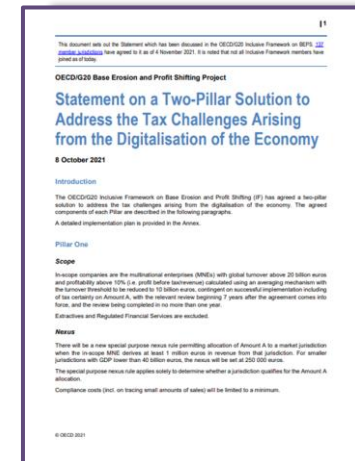 |1
This document sets out the Statement which has been discussed in the OECD/G20 Inclusive Framework on BEPS. 137
member jurisdictions have agreed to it as of 4 November 2021. It is noted that not all Inclusive Framework members have
joined as of today.
OECD/G20 Base Erosion and Profit Shifting Project
Statement on a Two-Pillar Solution to
Address the Tax Challenges Arising
from the Digitalisation of the Economy
8 October 2021
Introduction
The OECD/G20 Inclusive Framework on Base Erosion and Profit Shifting (IF) has agreed a two-pillar
solution to address the tax challenges arising from the digitalisation of the economy. The agreed
components of each Pillar are described in the following paragraphs.
A detailed implementation plan is provided in the Annex.
Pillar One
Scope
In-scope companies are the multinational enterprises (MNEs) with global turnover above 20 billion euros
and profitability above 10% (i.e. profit before tax/revenue) calculated using an averaging mechanism with
the turnover threshold to be reduced to 10 billion euros, contingent on successful implementation including
of tax certainty on Amount A, with the relevant review beginning 7 years after the agreement comes into
force, and the review being completed in no more than one year.
Extractives and Regulated Financial Services are excluded.
Nexus
There will be a new special purpose nexus rule permitting allocation of Amount A to a market jurisdiction
when the in-scope MNE derives at least 1 million euros in revenue from that jurisdiction. For smaller
jurisdictions with GDP lower than 40 billion euros, the nexus will be set at 250 000 euros.
The special purpose nexus rule applies solely to determine whether a jurisdiction qualifies for the Amount A
allocation.
Compliance costs (incl. on tracing small amounts of sales) will be limited to a minimum.
© OECD 2021